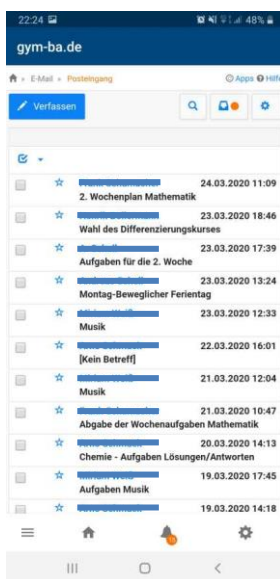 22:24 48%
gym-ba.de
E-Mail Posteingang Apps Hilfe
Verfassen
24.03.2020 11:09
2. Wochenplan Mathematik
23.03.2020 18:46
Wahl des Differenzierungskurses
23.03.2020 17:39
Aufgaben für die 2. Woche
23.03.2020 13:24
Montag-Beweglicher Ferientag
23.03.2020 12:33
Musik
22.03.2020 16:01
[Kein Betreff]
21.03.2020 12:04
Musik
21.03.2020 10:47
Abgabe der Wochenaufgaben Mathematik
20.03.2020 14:13
Chemie - Aufgaben Lösungen/Antworten
19.03.2020 17:45
Aufgaben Musik
19.03.2020 14:18